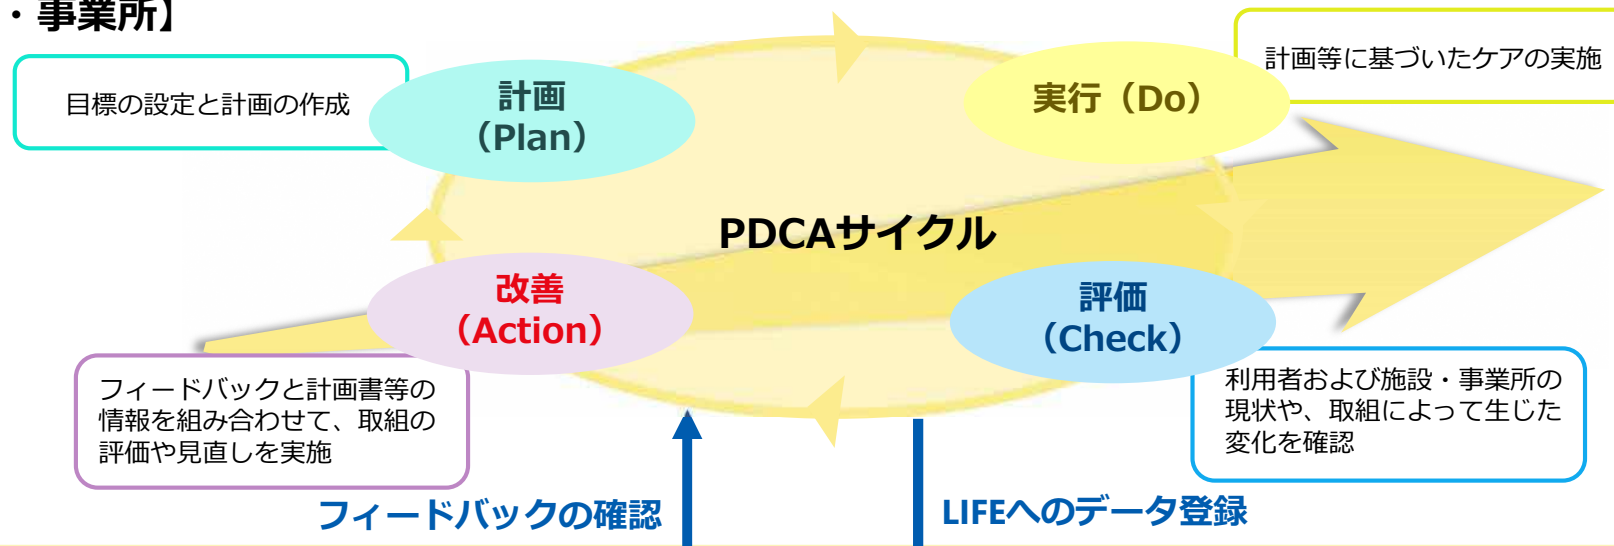 ・事業所】
目標の設定と計画の作成
計画
（Plan）
実行（Do）
計画等に基づいたケアの実施
PDCAサイクル
改善
（Action）
評価
（Check）
フィードバックと計画書等の
情報を組み合わせて、取組の
評価や見直しを実施
利用者および施設・事業所の
現状や、取組によって生じた
変化を確認
フィードバックの確認
LIFEへのデータ登録